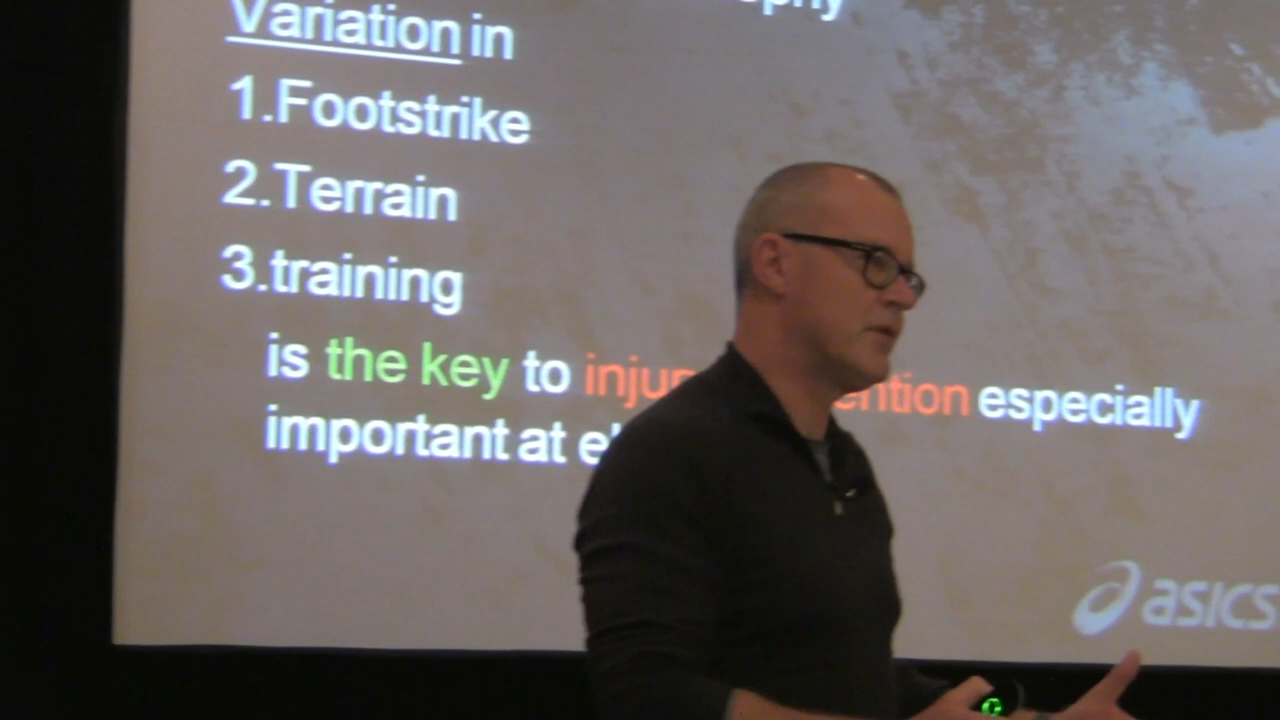 Variation in
1.Footstrike
2.Terrain
3.training
is the key to especially
important at
asics